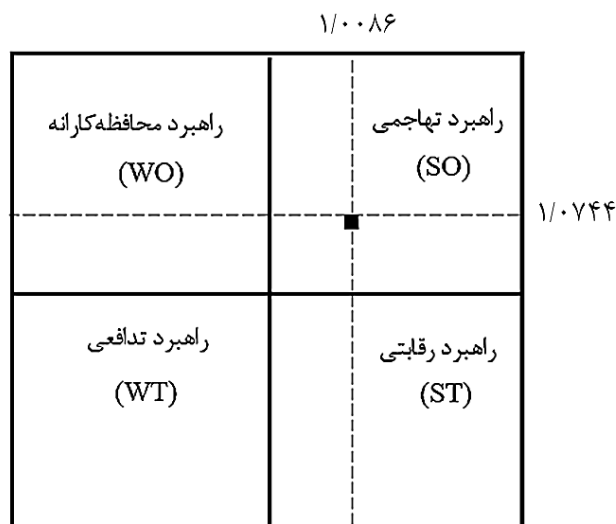 ۱/۰۰۸۶
راهبرد تهاجمی
(SO)
راهبرد محافظه‌کارانه
(WO)
۱/۰۷۴۴
راهبرد رقابتی
(ST)
راهبرد تدافعی
(WT)